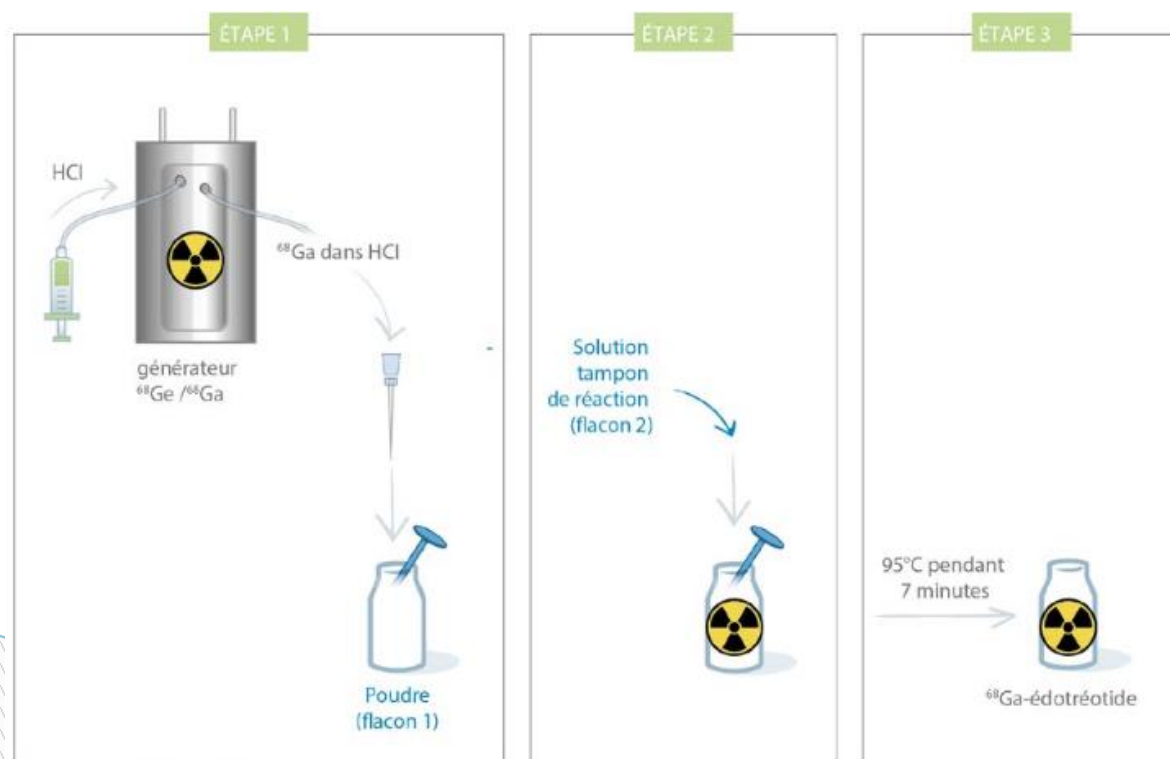 ÉTAPE 1
HCl
⁶⁸Ga dans HCl
générateur
⁶⁸Ge /⁶⁸Ga
Poudre
(flacon 1)
ÉTAPE 2
Solution
tampon
de réaction
(flacon 2)
ÉTAPE 3
95°C pendant
7 minutes
⁶⁸Ga-édotréotide